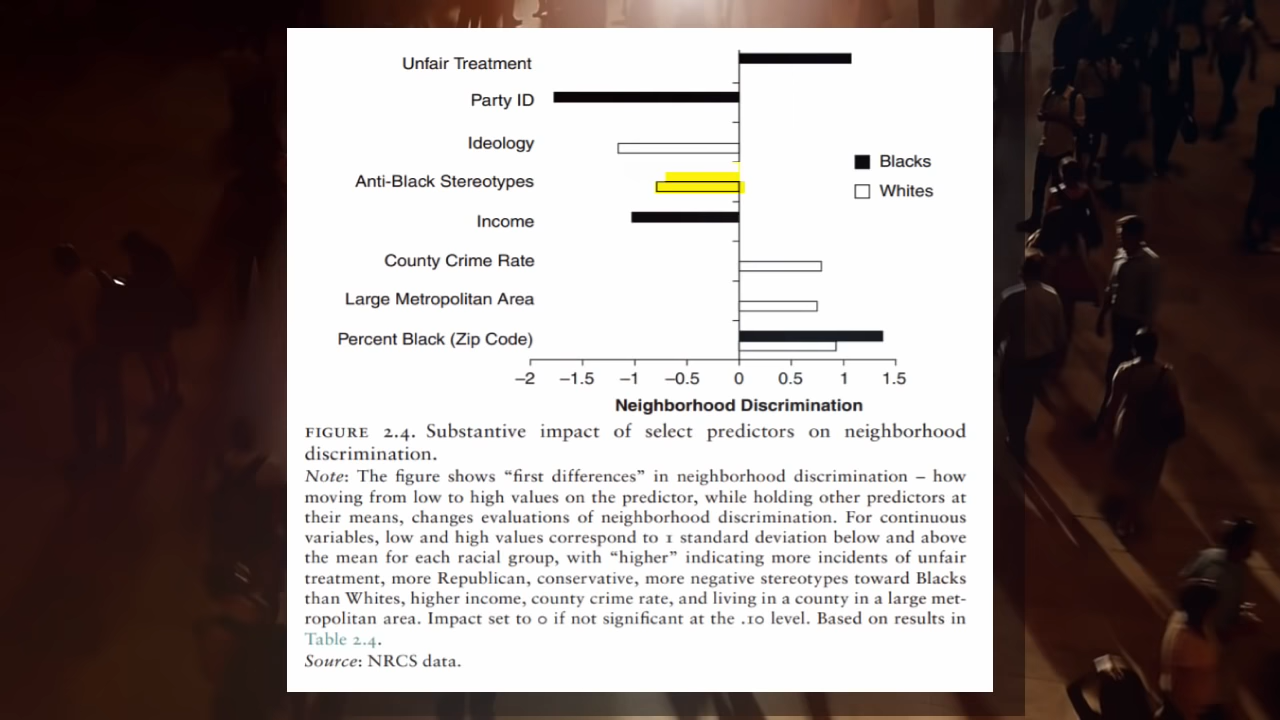 Unfair Treatment
Party ID
Ideology
Anti-Black Stereotypes
Income
County Crime Rate
Large Metropolitan Area
Percent Black (Zip Code)
Blacks
Whites
–2 –1.5 –1 –0.5 0 0.5 1 1.5
Neighborhood Discrimination
FIGURE 2.4. Substantive impact of select predictors on neighborhood
discrimination.
Note: The figure shows “first differences” in neighborhood discrimination – how
moving from low to high values on the predictor, while holding other predictors at
their means, changes evaluations of neighborhood discrimination. For continuous
variables, low and high values correspond to 1 standard deviation below and above
the mean for each racial group, with “higher” indicating more incidents of unfair
treatment, more Republican, conservative, more negative stereotypes toward Blacks
than Whites, higher income, county crime rate, and living in a county in a large met-
ropolitan area. Impact set to 0 if not significant at the .10 level. Based on results in
Table 2.4.
Source: NRCS data.